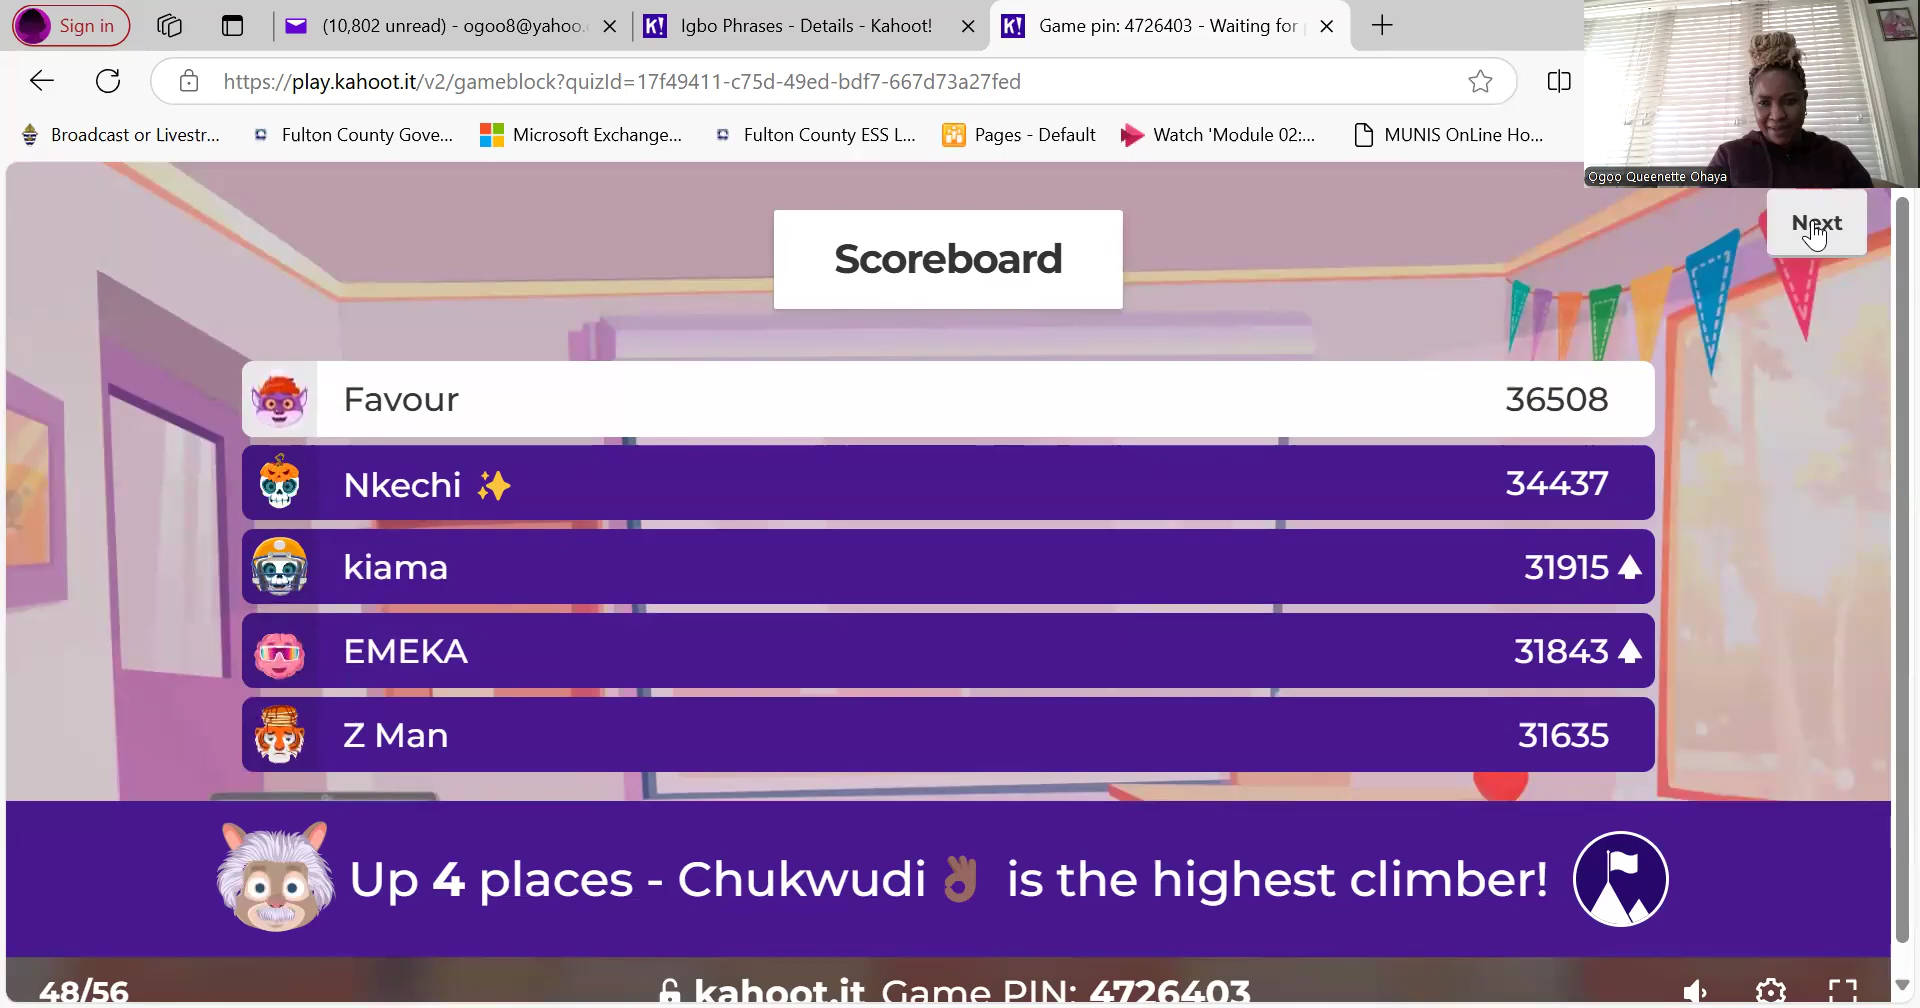 Sign in
(10,802 unread) - ogoo8@yahoo.
Igbo Phrases - Details - Kahoot!
Game pin: 4726403 - Waiting for
https://play.kahoot.it/v2/gameblock?quizId=17f49411-c75d-49ed-bdf7-667d73a27fed
Broadcast or Livestr...
Fulton County Gove...
Microsoft Exchange...
Fulton County ESS L...
Pages - Default
Watch 'Module 02:...
MUNIS OnLine Ho...
Ogoo Queenette Ohaya
Next
Scoreboard
Favour 36508
Nkechi ✨ 34437
kiama 31915
EMEKA 31843
Z Man 31635
Up 4 places - Chukwudi👌🏾 is the highest climber!
48/56
kahoot.it Game PIN: 4726403